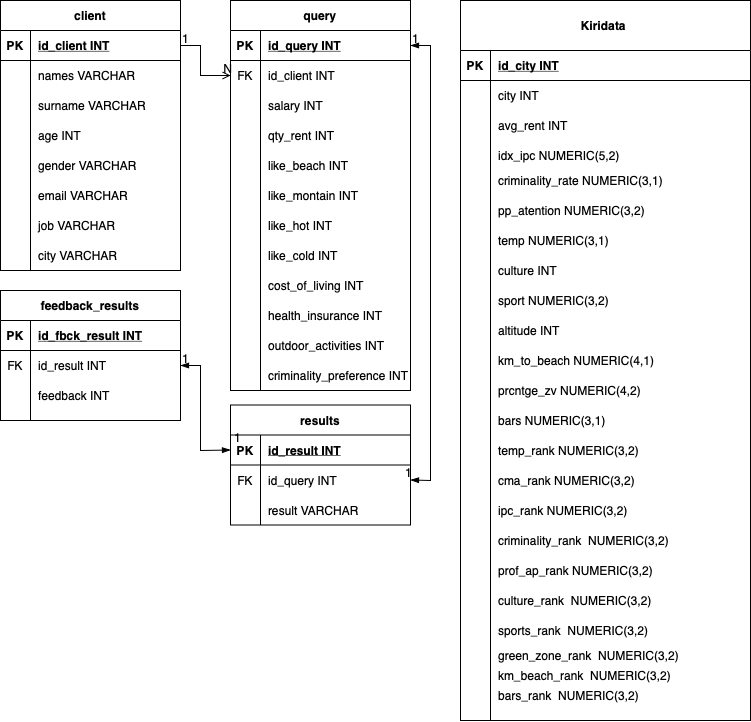 client
PK id_client INT
names VARCHAR
surname VARCHAR
age INT
gender VARCHAR
email VARCHAR
job VARCHAR
city VARCHAR
1
N
query
PK id_query INT
FK id_client INT
salary INT
qty_rent INT
like_beach INT
like_montain INT
like_hot INT
like_cold INT
cost_of_living INT
health_insurance INT
outdoor_activities INT
criminality_preference INT
1
feedback_results
PK id_fbck_result INT
FK id_result INT
feedback INT
1
results
1
PK id_result INT
FK id_query INT
result VARCHAR
1
Kiridata
PK id_city INT
city INT
avg_rent INT
idx_ipc NUMERIC(5,2)
criminality_rate NUMERIC(3,1)
pp_atention NUMERIC(3,2)
temp NUMERIC(3,1)
culture INT
sport NUMERIC(3,2)
altitude INT
km_to_beach NUMERIC(4,1)
prcntge_zv NUMERIC(4,2)
bars NUMERIC(3,1)
temp_rank NUMERIC(3,2)
cma_rank NUMERIC(3,2)
ipc_rank NUMERIC(3,2)
criminality_rank NUMERIC(3,2)
prof_ap_rank NUMERIC(3,2)
culture_rank NUMERIC(3,2)
sports_rank NUMERIC(3,2)
green_zone_rank NUMERIC(3,2)
km_beach_rank NUMERIC(3,2)
bars_rank NUMERIC(3,2)